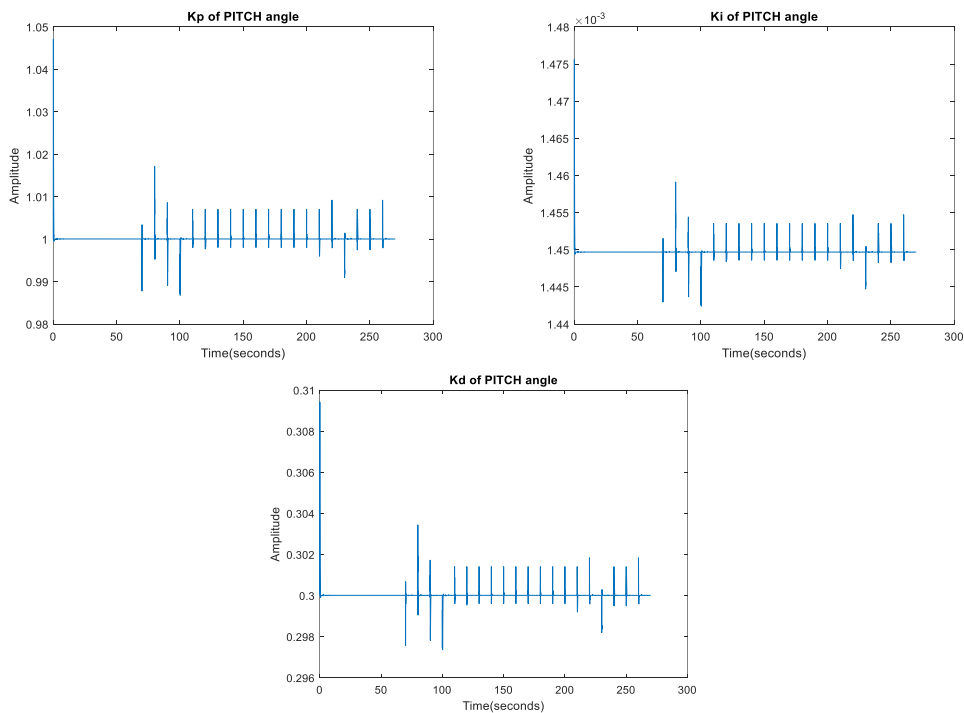 Kp of PITCH angle
1.05
1.04
1.03
1.02
1.01
1
0.99
0.98
Amplitude
0 50 100 150 200 250 300
Time(seconds)
×10-3
Ki of PITCH angle
1.48
1.475
1.47
1.465
1.46
1.455
1.45
1.445
1.44
Amplitude
0 50 100 150 200 250 300
Time(seconds)
Kd of PITCH angle
0.31
0.308
0.306
0.304
0.302
0.3
0.298
0.296
Amplitude
0 50 100 150 200 250 300
Time(seconds)